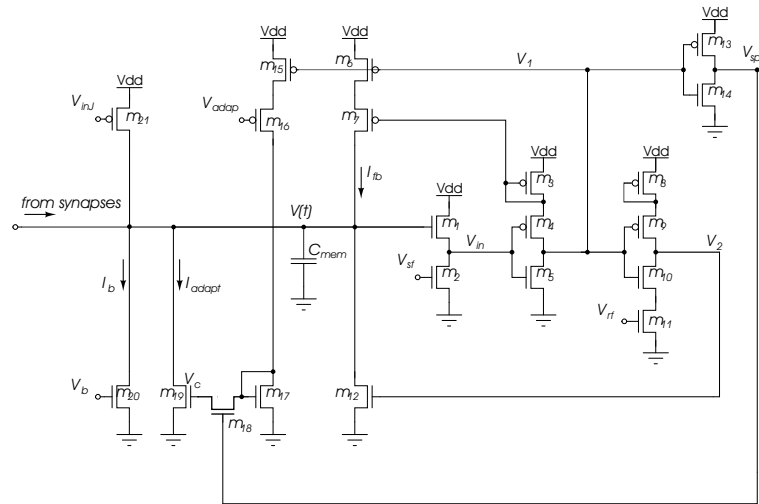 Vdd
Vdd
Vdd
m13
Vsp
m15
m6
V1
m14
Vdd
VinJ
m21
Vadap
m16
m7
Ifb
Vdd
Vdd
m3
m8
Vdd
from synapses
V(t)
m1
m4
m9
Vin
V2
Cmem
Vsf
m2
m5
m10
Ib
Iadapt
Vrf
m11
Vb
m20
m19
Vc
m17
m12
m18